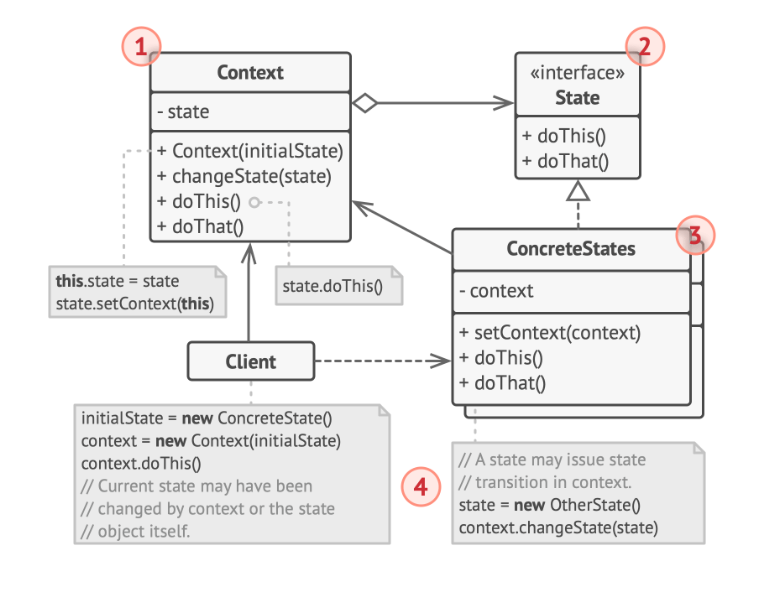 1
Context
- state
+ Context(initialState)
+ changeState(state)
+ doThis()
+ doThat()
this.state = state
state.setContext(this)
state.doThis()
2
«interface»
State
+ doThis()
+ doThat()
3
ConcreteStates
- context
+ setContext(context)
+ doThis()
+ doThat()
Client
initialState = new ConcreteState()
context = new Context(initialState)
context.doThis()
// Current state may have been
// changed by context or the state
// object itself.
4
// A state may issue state
// transition in context.
state = new OtherState()
context.changeState(state)